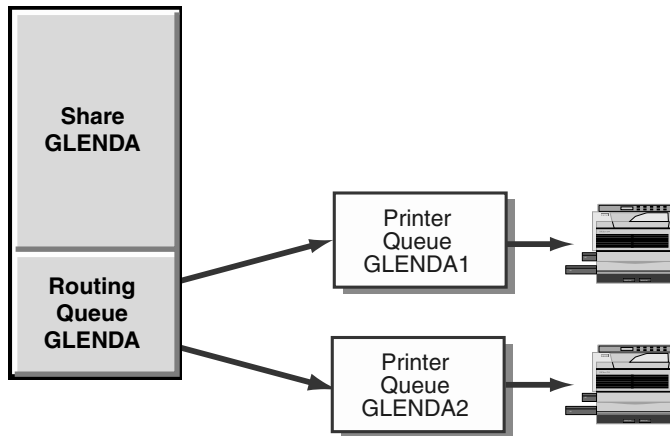 Share
GLENDA
Routing
Queue
GLENDA
Printer
Queue
GLENDA1
Printer
Queue
GLENDA2